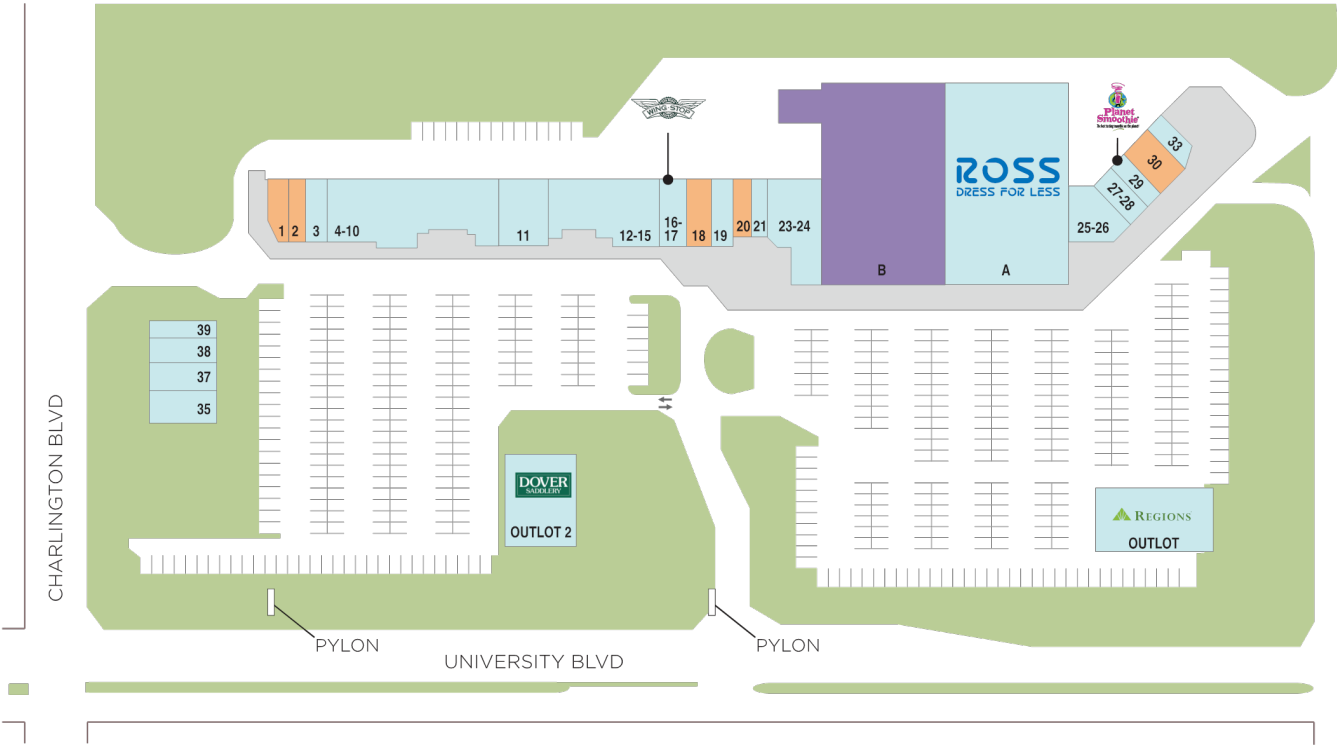 WING·STOP
Planet
Smoothie
ROSS
DRESS FOR LESS
33
30
29
27-28
25-26
1
2
3
4-10
11
12-15
16-
17
18
19
20
21
23-24
B
A
39
38
37
35
CHARLINGTON BLVD
DOVER
SADDLERY
OUTLOT 2
REGIONS
OUTLOT
PYLON
PYLON
UNIVERSITY BLVD